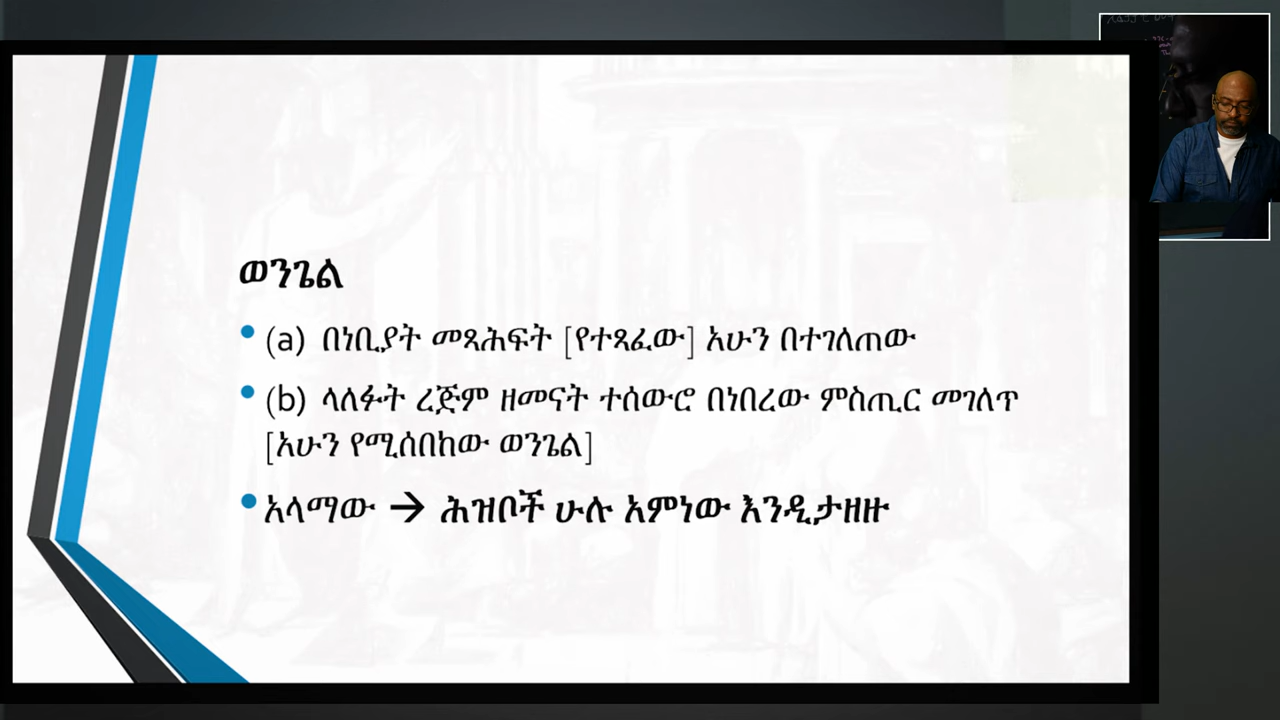 ወንጌል
(a) በነቢያት መጻሕፍት [የተጻፈው] አሁን በተገለጠው
(b) ላለፉት ረጅም ዘመናት ተሰውሮ በነበረው ምስጢር መገለጥ
[አሁን የሚሰበከው ወንጌል]
አላማው → ሕዝቦች ሁሉ አምነው እንዲታዘዙ